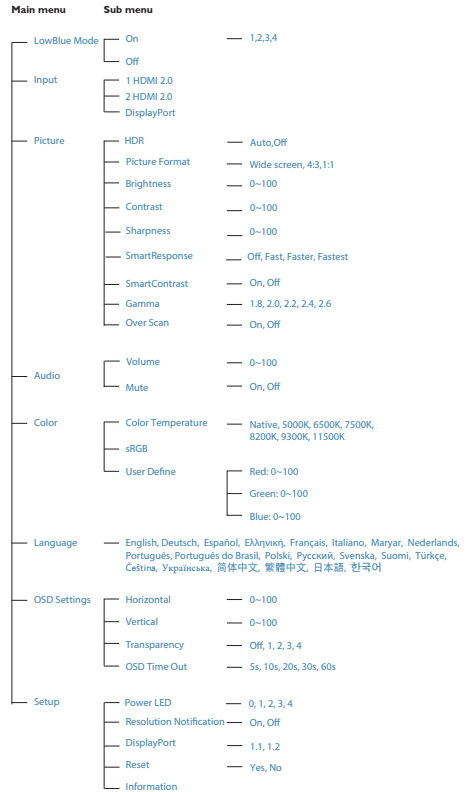 Main menu Sub menu
LowBlue Mode On 1,2,3,4
Off
Input 1 HDMI 2.0
2 HDMI 2.0
DisplayPort
Picture HDR Auto,Off
Picture Format Wide screen, 4:3,1:1
Brightness 0~100
Contrast 0~100
Sharpness 0~100
SmartResponse Off, Fast, Faster, Fastest
SmartContrast On, Off
Gamma 1.8, 2.0, 2.2, 2.4, 2.6
Over Scan On, Off
Volume 0~100
Audio
Mute On, Off
Color Color Temperature Native, 5000K, 6500K, 7500K,
8200K, 9300K, 11500K
sRGB
User Define Red: 0~100
Green: 0~100
Blue: 0~100
Language English, Deutsch, Español, Ελληνική, Français, Italiano, Maryar, Nederlands,
Português, Português do Brasil, Polski, Русский, Svenska, Suomi, Türkçe,
Čeština, Українська, 简体中文, 繁體中文, 日本語, 한국어
OSD Settings Horizontal 0~100
Vertical 0~100
Transparency Off, 1, 2, 3, 4
OSD Time Out 5s, 10s, 20s, 30s, 60s
Setup Power LED 0, 1, 2, 3, 4
Resolution Notification On, Off
DisplayPort 1.1, 1.2
Reset Yes, No
Information